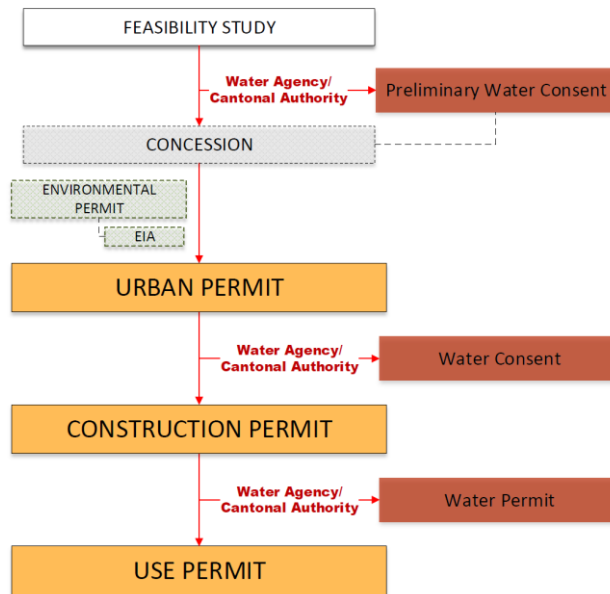 FEASIBILITY STUDY
Water Agency/
Cantonal Authority
Preliminary Water Consent
CONCESSION
ENVIRONMENTAL
PERMIT
EIA
URBAN PERMIT
Water Agency/
Cantonal Authority
Water Consent
CONSTRUCTION PERMIT
Water Agency/
Cantonal Authority
Water Permit
USE PERMIT